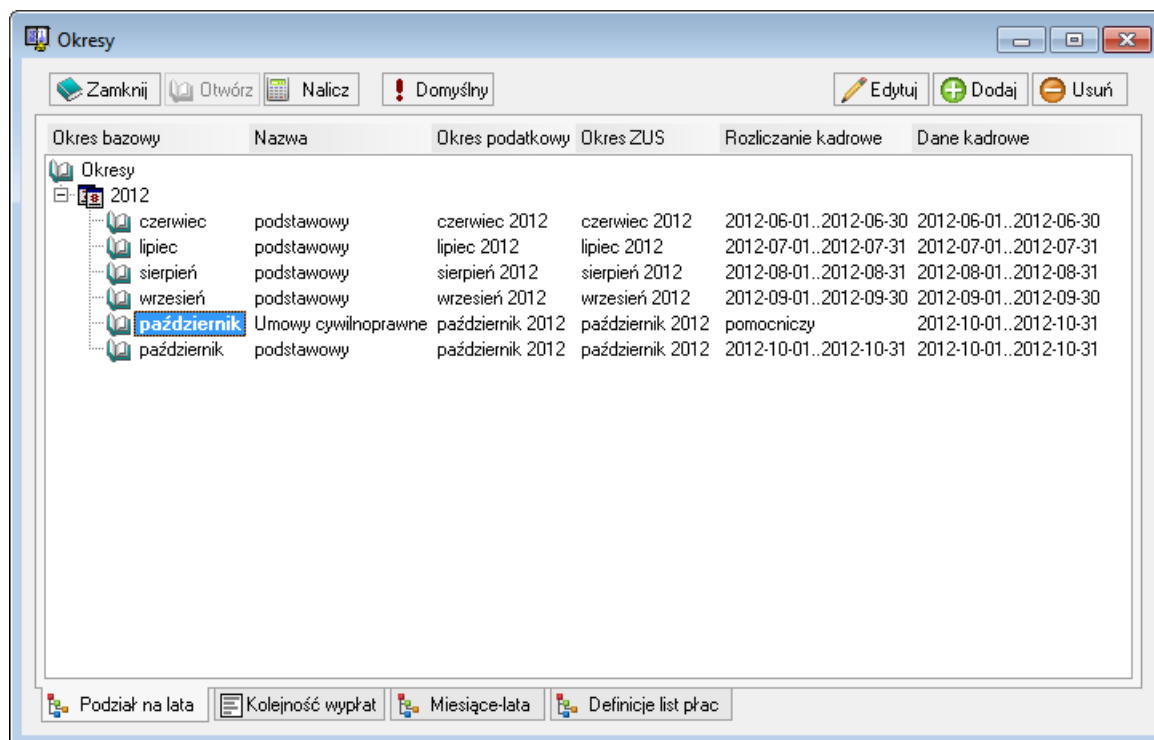 Okresy
Zamknij Otwórz Nalicz Domyślny Edytuj Dodaj Usuń
Okres bazowy Nazwa Okres podatkowy Okres ZUS Rozliczanie kadrowe Dane kadrowe
Okresy
2012
czerwiec podstawowy czerwiec 2012 czerwiec 2012 2012-06-01..2012-06-30 2012-06-01..2012-06-30
lipiec podstawowy lipiec 2012 lipiec 2012 2012-07-01..2012-07-31 2012-07-01..2012-07-31
sierpień podstawowy sierpień 2012 sierpień 2012 2012-08-01..2012-08-31 2012-08-01..2012-08-31
wrzesień podstawowy wrzesień 2012 wrzesień 2012 2012-09-01..2012-09-30 2012-09-01..2012-09-30
październik Umowy cywilnoprawne październik 2012 październik 2012 pomocniczy 2012-10-01..2012-10-31
październik podstawowy październik 2012 październik 2012 2012-10-01..2012-10-31 2012-10-01..2012-10-31
Podział na lata Kolejność wypłat Miesiące-lata Definicje list płac